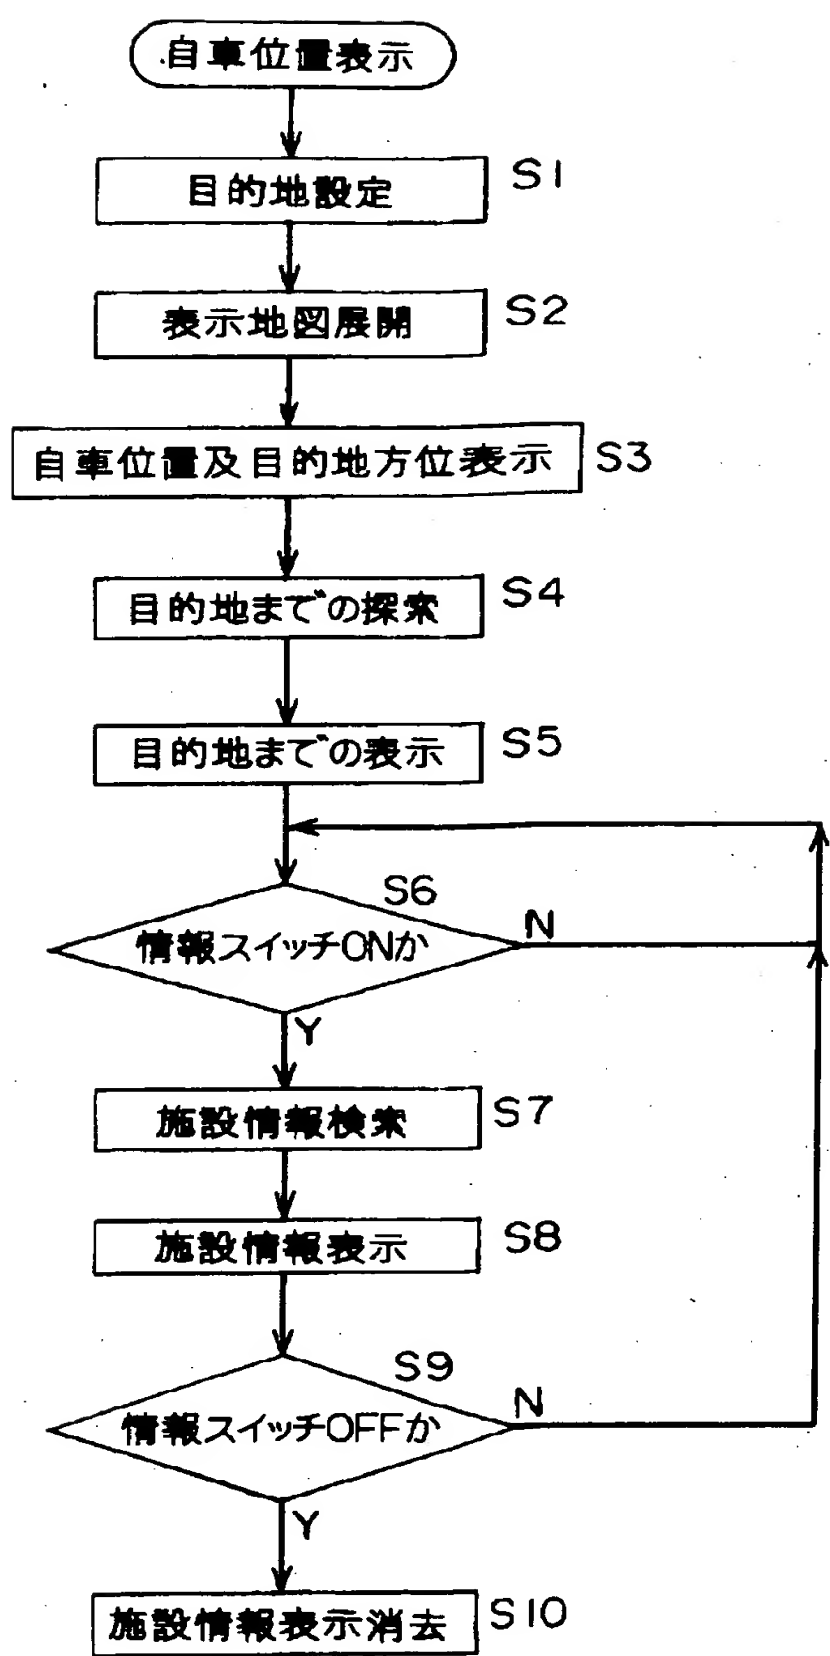 自車位置表示
目的地設定 S1
表示地図展開 S2
自車位置及目的地方位表示 S3
目的地までの探索 S4
目的地までの表示 S5
S6
情報スイッチONか N
Y
施設情報検索 S7
施設情報表示 S8
S9
情報スイッチOFFか N
Y
施設情報表示消去 S10